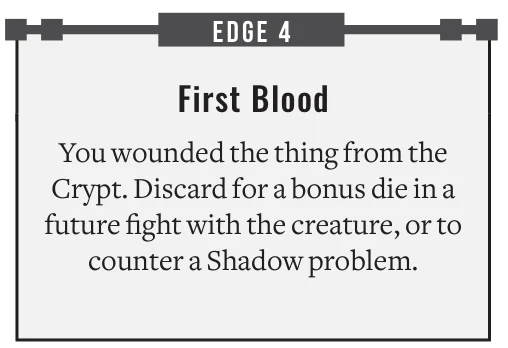 EDGE 4
First Blood
You wounded the thing from the
Crypt. Discard for a bonus die in a
future fight with the creature, or to
counter a Shadow problem.